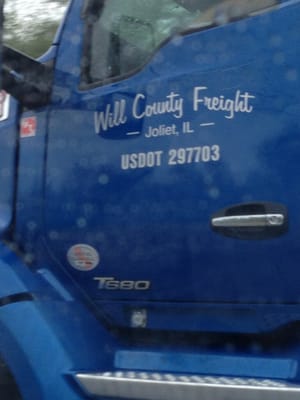 Will County Freight
— Joliet, IL —
USDOT 297703
T680